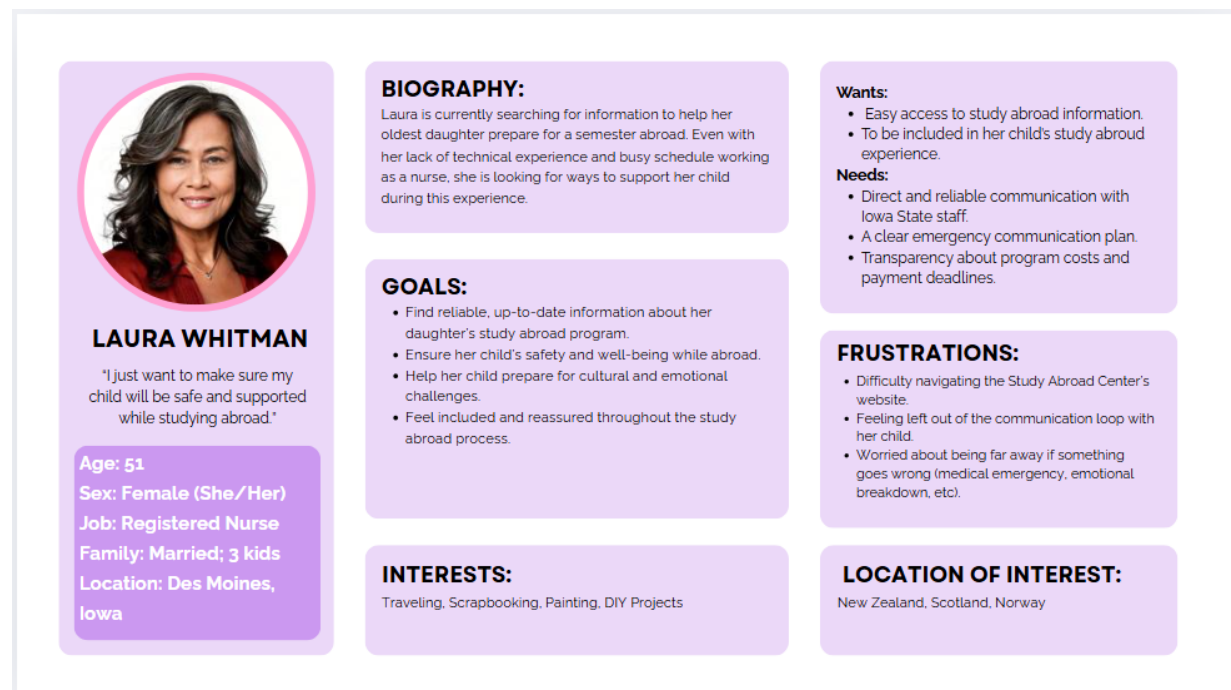 LAURA WHITMAN
"I just want to make sure my
child will be safe and supported
while studying abroad."
Age: 51
Sex: Female (She/Her)
Job: Registered Nurse
Family: Married; 3 kids
Location: Des Moines,
Iowa
BIOGRAPHY:
Laura is currently searching for information to help her
oldest daughter prepare for a semester abroad. Even with
her lack of technical experience and busy schedule working
as a nurse, she is looking for ways to support her child
during this experience.
GOALS:
• Find reliable, up-to-date information about her
daughter's study abroad program.
• Ensure her child's safety and well-being while abroad.
• Help her child prepare for cultural and emotional
challenges.
• Feel included and reassured throughout the study
abroad process.
INTERESTS:
Traveling, Scrapbooking, Painting, DIY Projects
Wants:
• Easy access to study abroad information.
• To be included in her child's study abroud
experience.
Needs:
• Direct and reliable communication with
Iowa State staff.
• A clear emergency communication plan.
• Transparency about program costs and
payment deadlines.
FRUSTRATIONS:
• Difficulty navigating the Study Abroad Center's
website.
• Feeling left out of the communication loop with
her child.
• Worried about being far away if something
goes wrong (medical emergency, emotional
breakdown, etc).
LOCATION OF INTEREST:
New Zealand, Scotland, Norway